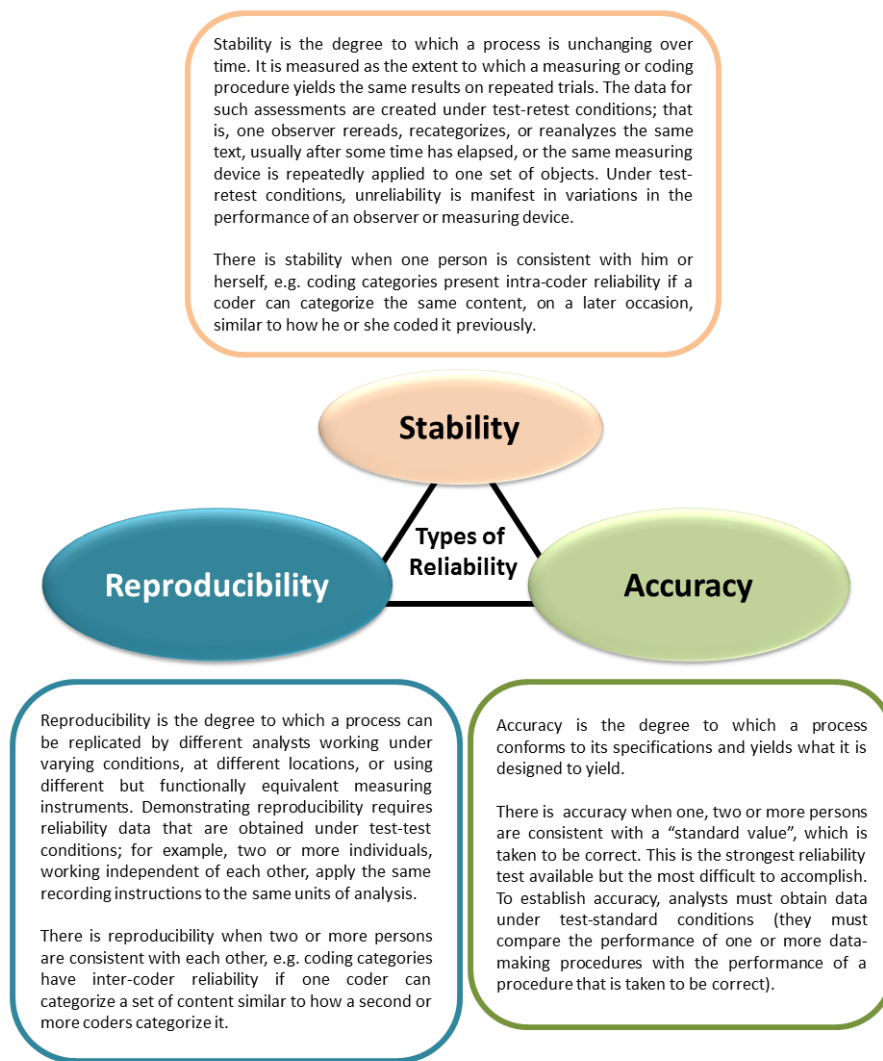 Stability is the degree to which a process is unchanging over
time. It is measured as the extent to which a measuring or coding
procedure yields the same results on repeated trials. The data for
such assessments are created under test-retest conditions; that
is, one observer rereads, recategorizes, or reanalyzes the same
text, usually after some time has elapsed, or the same measuring
device is repeatedly applied to one set of objects. Under test-
retest conditions, unreliability is manifest in variations in the
performance of an observer or measuring device.
There is stability when one person is consistent with him or
herself, e.g. coding categories present intra-coder reliability if a
coder can categorize the same content, on a later occasion,
similar to how he or she coded it previously.
Stability
Types of
Reliability
Reproducibility
Accuracy
Reproducibility is the degree to which a process can
be replicated by different analysts working under
varying conditions, at different locations, or using
different but functionally equivalent measuring
instruments. Demonstrating reproducibility requires
reliability data that are obtained under test-test
conditions; for example, two or more individuals,
working independent of each other, apply the same
recording instructions to the same units of analysis.
There is reproducibility when two or more persons
are consistent with each other, e.g. coding categories
have inter-coder reliability if one coder can
categorize a set of content similar to how a second or
more coders categorize it.
Accuracy is the degree to which a process
conforms to its specifications and yields what it is
designed to yield.
There is accuracy when one, two or more persons
are consistent with a “standard value”, which is
taken to be correct. This is the strongest reliability
test available but the most difficult to accomplish.
To establish accuracy, analysts must obtain data
under test-standard conditions (they must
compare the performance of one or more data-
making procedures with the performance of a
procedure that is taken to be correct).